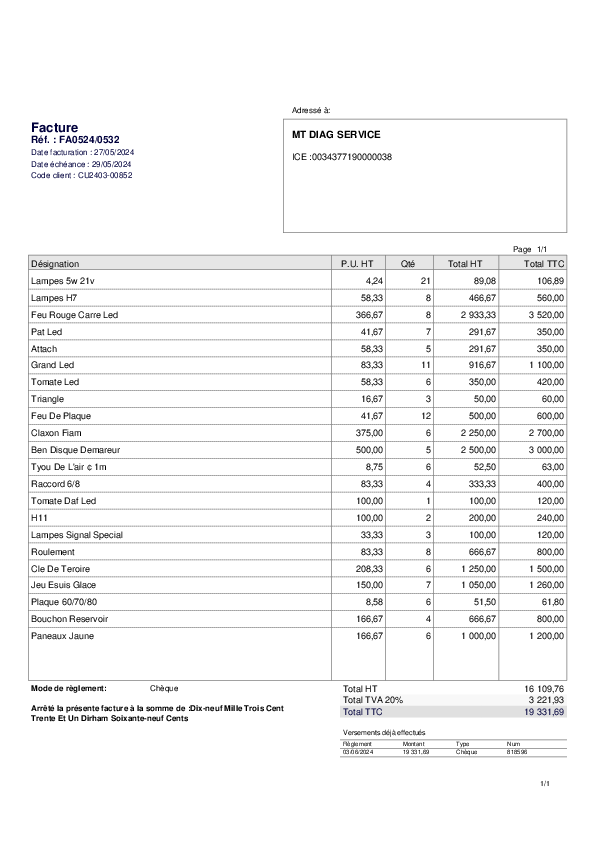 Adressé à:
Facture
Réf. : FA0524/0532
Date facturation : 27/05/2024
Date échéance : 29/05/2024
Code client : CU2403-00852
MT DIAG SERVICE
ICE :0034377190000038
Page 1/1
Désignation P.U. HT Qté Total HT Total TTC
Lampes 5w 21v 4,24 21 89,08 106,89
Lampes H7 58,33 8 466,67 560,00
Feu Rouge Carre Led 366,67 8 2 933,33 3 520,00
Pat Led 41,67 7 291,67 350,00
Attach 58,33 5 291,67 350,00
Grand Led 83,33 11 916,67 1 100,00
Tomate Led 58,33 6 350,00 420,00
Triangle 16,67 3 50,00 60,00
Feu De Plaque 41,67 12 500,00 600,00
Claxon Fiam 375,00 6 2 250,00 2 700,00
Ben Disque Demareur 500,00 5 2 500,00 3 000,00
Tyou De L'air ¢ 1m 8,75 6 52,50 63,00
Raccord 6/8 83,33 4 333,33 400,00
Tomate Daf Led 100,00 1 100,00 120,00
H11 100,00 2 200,00 240,00
Lampes Signal Special 33,33 3 100,00 120,00
Roulement 83,33 8 666,67 800,00
Cle De Teroire 208,33 6 1 250,00 1 500,00
Jeu Esuis Glace 150,00 7 1 050,00 1 260,00
Plaque 60/70/80 8,58 6 51,50 61,80
Bouchon Reservoir 166,67 4 666,67 800,00
Paneaux Jaune 166,67 6 1 000,00 1 200,00
Mode de règlement: Chèque
Total HT 16 109,76
Total TVA 20% 3 221,93
Total TTC 19 331,69
Arrêté la présente facture à la somme de :Dix-neuf Mille Trois Cent
Trente Et Un Dirham Soixante-neuf Cents
Versements déjà effectués
Règlement Montant Type Num
03/06/2024 19 331,69 Chèque 818596
1/1